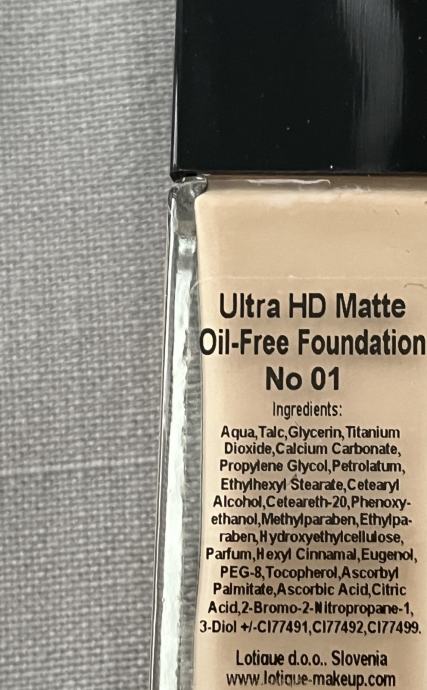 Ultra HD Matte
Oil-Free Foundation
No 01
Ingredients:
Aqua,Talc,Glycerin,Titanium
Dioxide,Calcium Carbonate,
Propylene Glycol,Petrolatum,
Ethylhexyl Stearate,Cetearyl
Alcohol,Ceteareth-20,Phenoxy-
ethanol,Methylparaben,Ethylpa-
raben,Hydroxyethylcellulose,
Parfum,Hexyl Cinnamal,Eugenol,
PEG-8,Tocopherol,Ascorbyl
Palmitate,Ascorbic Acid,Citric
Acid,2-Bromo-2-Nitropropane-1,
3-Diol +/-CI77491,CI77492,CI77499.
Lotique d.o.o., Slovenia
www.lotique-makeup.com